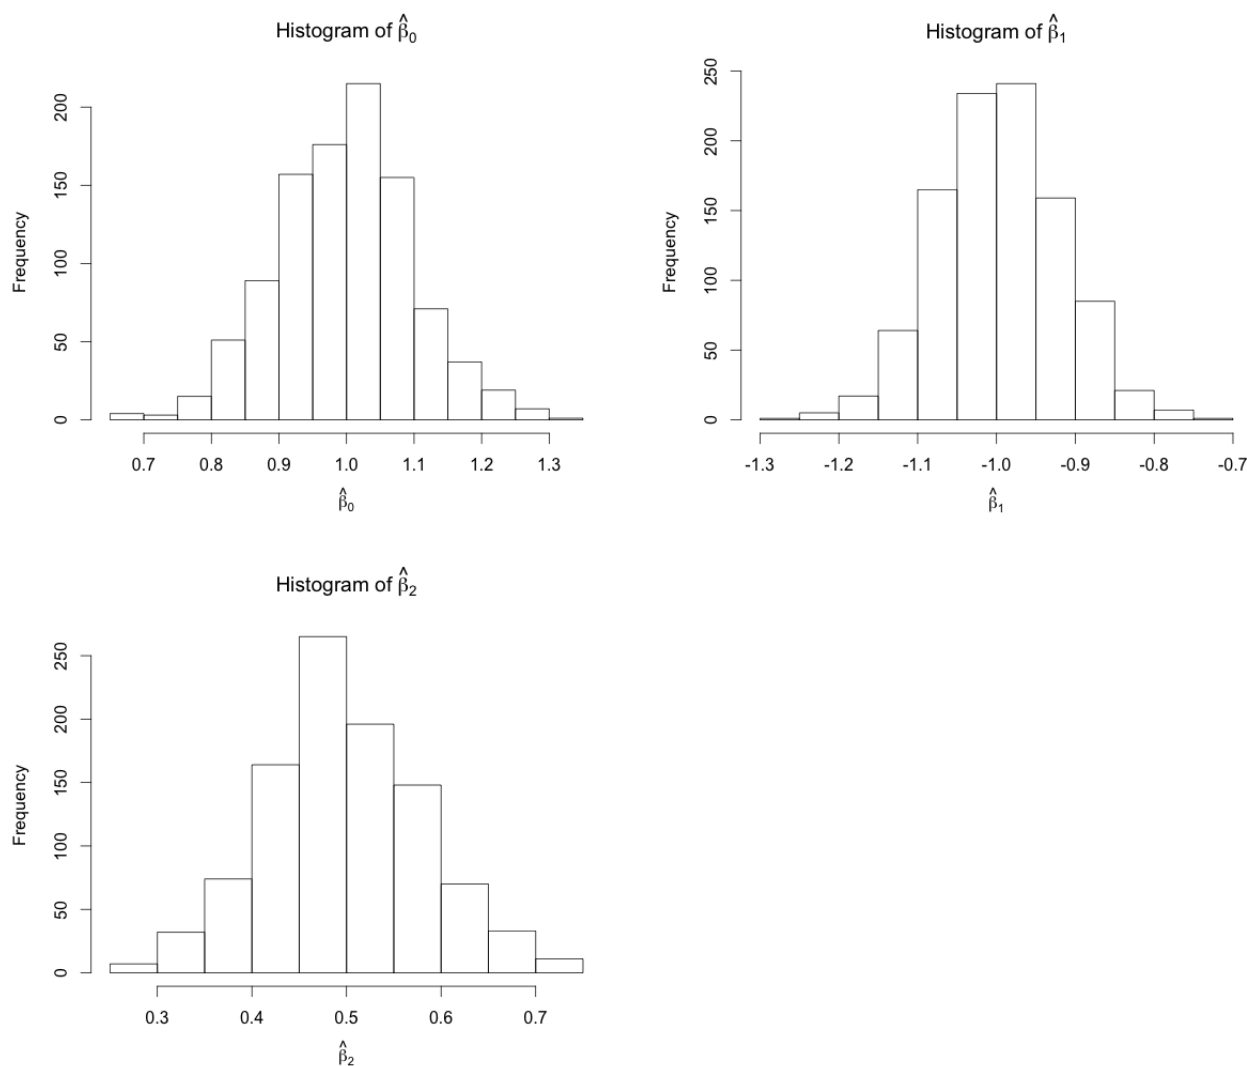 Histogram of β̂₀
Frequency
200
150
100
50
0
0.7 0.8 0.9 1.0 1.1 1.2 1.3
β̂₀
Histogram of β̂₁
Frequency
250
200
150
100
50
0
-1.3 -1.2 -1.1 -1.0 -0.9 -0.8 -0.7
β̂₁
Histogram of β̂₂
Frequency
250
200
150
100
50
0
0.3 0.4 0.5 0.6 0.7
β̂₂